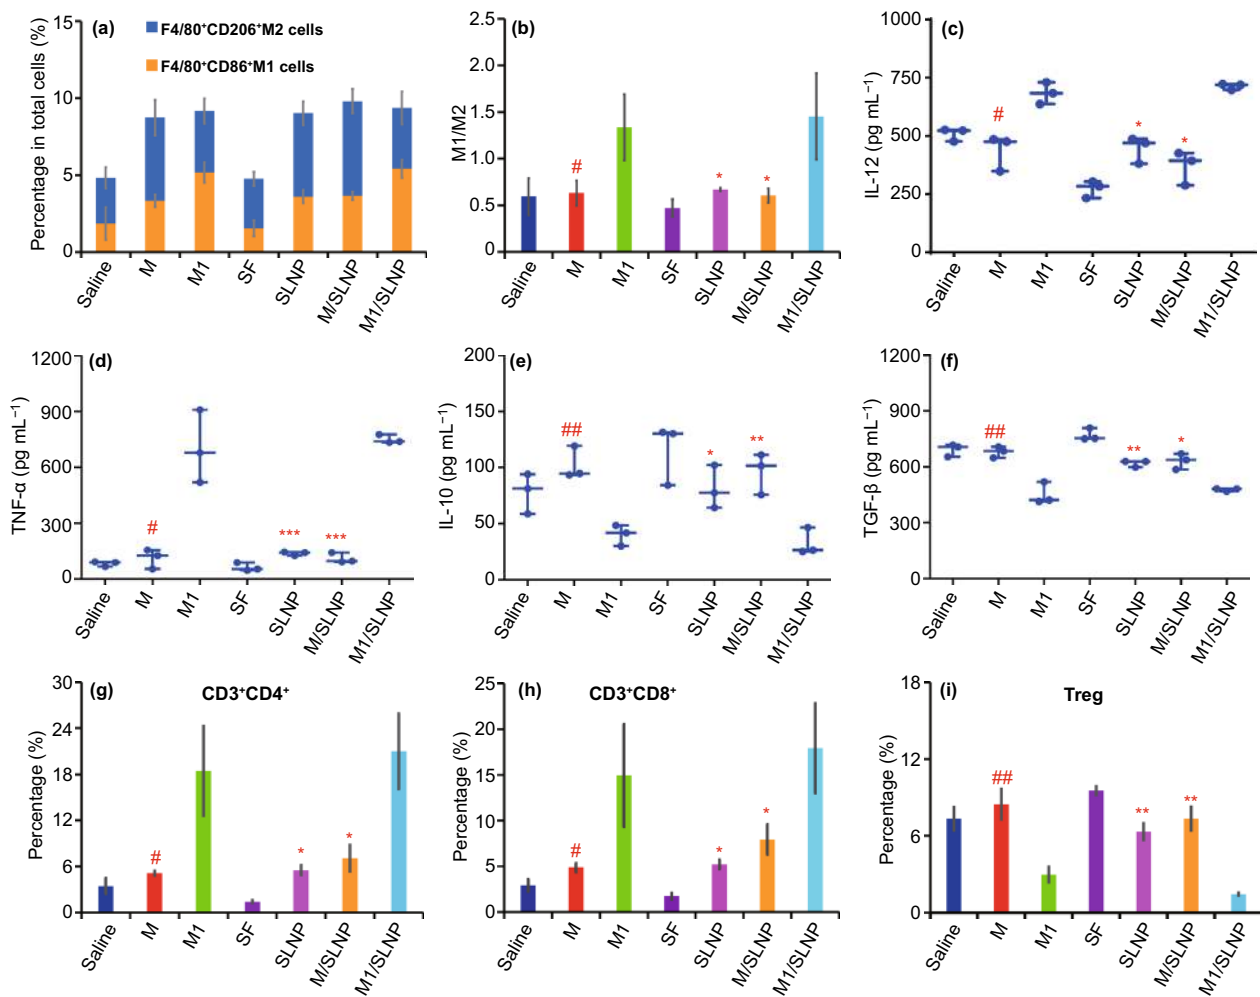 (a)
F4/80⁺CD206⁺M2 cells
F4/80⁺CD86⁺M1 cells
Percentage in total cells (%)
15
10
5
0
Saline
M
M1
SF
SLNP
M/SLNP
M1/SLNP
(b)
M1/M2
2.5
2.0
1.5
1.0
0.5
0
#
*
*
Saline
M
M1
SF
SLNP
M/SLNP
M1/SLNP
(c)
IL-12 (pg mL⁻¹)
1000
750
500
250
0
#
*
*
Saline
M
M1
SF
SLNP
M/SLNP
M1/SLNP
(d)
TNF-α (pg mL⁻¹)
1200
900
600
300
0
#
***
***
Saline
M
M1
SF
SLNP
M/SLNP
M1/SLNP
(e)
IL-10 (pg mL⁻¹)
200
150
100
50
0
##
*
**
Saline
M
M1
SF
SLNP
M/SLNP
M1/SLNP
(f)
TGF-β (pg mL⁻¹)
1200
900
600
300
0
##
**
*
Saline
M
M1
SF
SLNP
M/SLNP
M1/SLNP
(g)
CD3⁺CD4⁺
Percentage (%)
30
24
18
12
6
0
#
*
*
Saline
M
M1
SF
SLNP
M/SLNP
M1/SLNP
(h)
CD3⁺CD8⁺
Percentage (%)
25
20
15
10
5
0
#
*
*
Saline
M
M1
SF
SLNP
M/SLNP
M1/SLNP
(i)
Treg
Percentage (%)
18
12
6
0
##
**
**
Saline
M
M1
SF
SLNP
M/SLNP
M1/SLNP